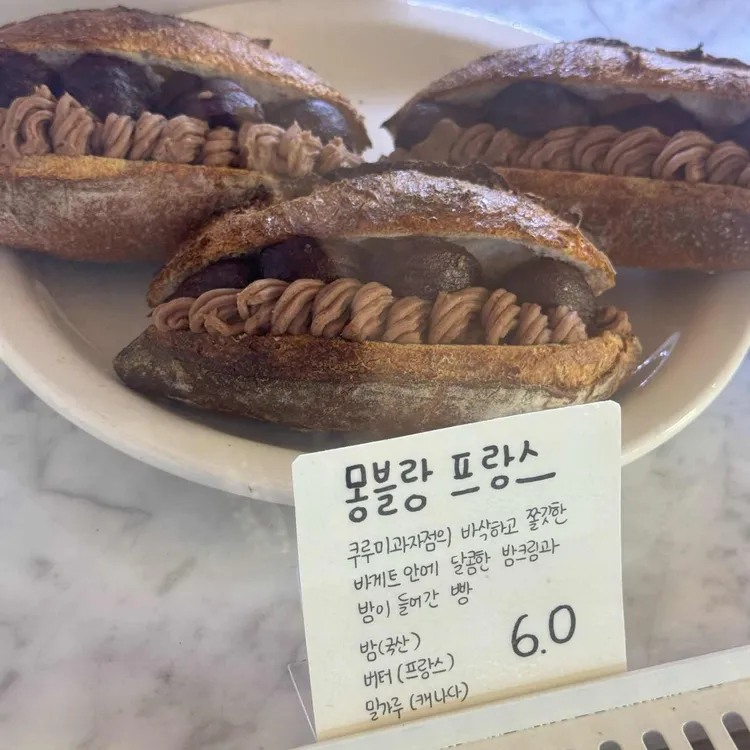 몽블랑 프랑스
쿠루미과자점의 바삭하고 쫄깃한
바게트 안에 달콤한 밤크림과
밤이 들어간 빵
밤(국산)
버터(프랑스)
밀가루(캐나다)
6.0